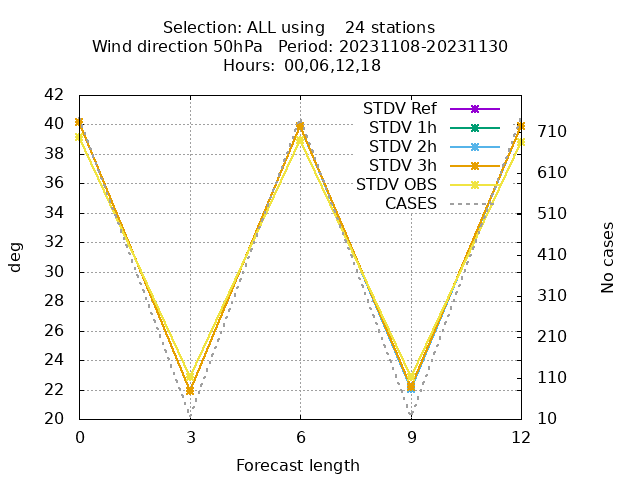 Selection: ALL using    24 stations
Wind direction 50hPa   Period: 20231108-20231130
Hours:  00,06,12,18
STDV Ref
STDV 1h
STDV 2h
STDV 3h
STDV OBS
CASES
deg
42
40
38
36
34
32
30
28
26
24
22
20
No cases
710
610
510
410
310
210
110
10
0 3 6 9 12
Forecast length